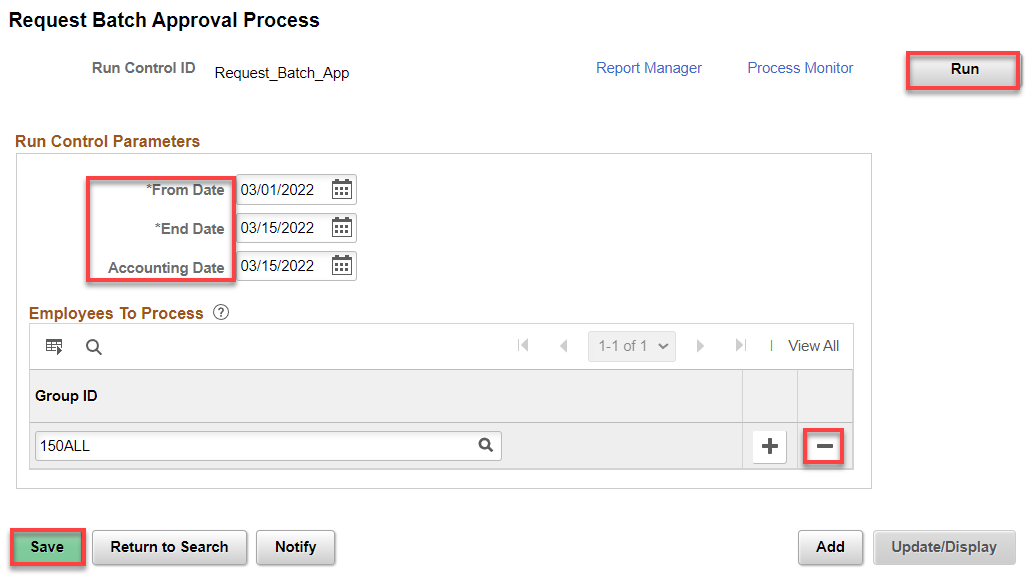 Request Batch Approval Process
Run Control ID Request_Batch_App Report Manager Process Monitor Run
Run Control Parameters
*From Date 03/01/2022
*End Date 03/15/2022
Accounting Date 03/15/2022
Employees To Process ?
1-1 of 1 View All
Group ID
150ALL
Save Return to Search Notify Add Update/Display